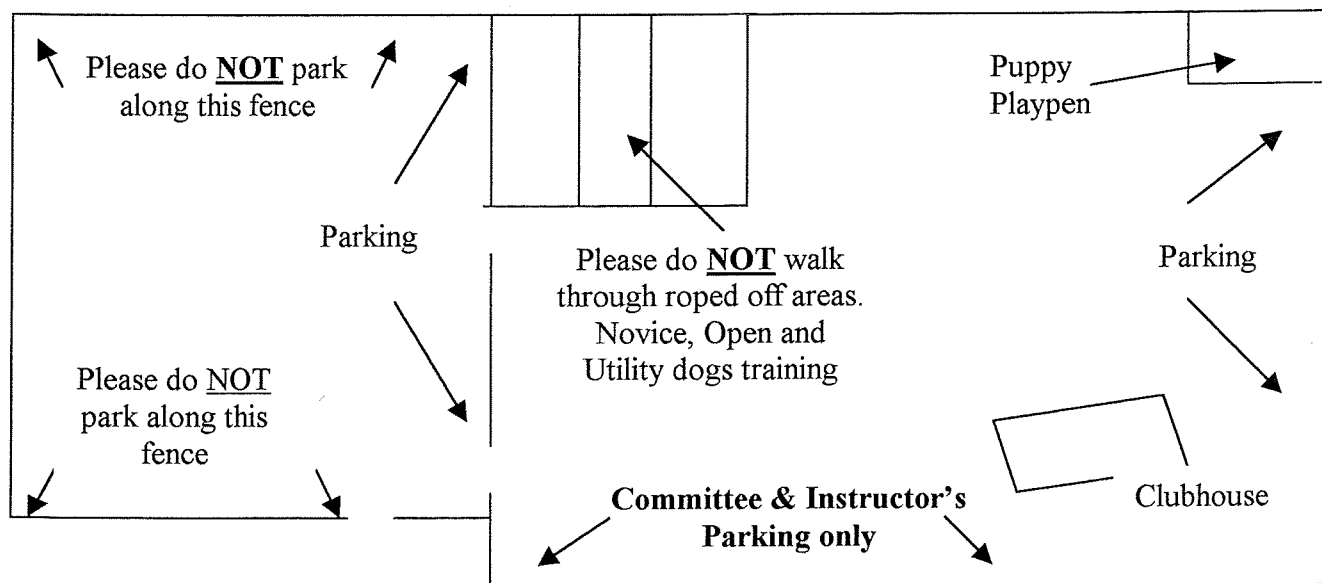 Please do NOT park
along this fence
Puppy
Playpen
Parking
Please do NOT walk
through roped off areas.
Novice, Open and
Utility dogs training
Parking
Please do NOT
park along this
fence
Committee & Instructor's
Parking only
Clubhouse